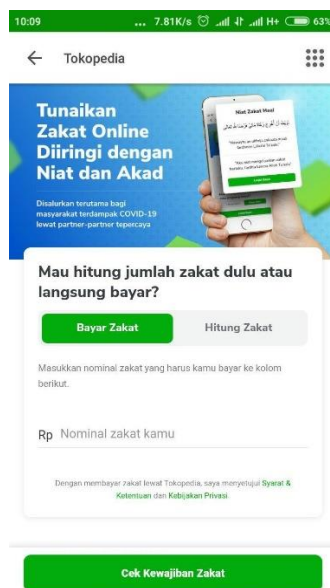 10:09 ... 7.81K/s H+ 63%
Tokopedia
Tunaikan
Zakat Online
Diiringi dengan
Niat dan Akad
Disalurkan terutama bagi
masyarakat terdampak COVID-19
lewat partner-partner tepercaya
Niat Zakat Maal
Mau hitung jumlah zakat dulu atau
langsung bayar?
Bayar Zakat Hitung Zakat
Masukkan nominal zakat yang harus kamu bayar ke kolom
berikut.
Rp Nominal zakat kamu
Dengan membayar zakat lewat Tokopedia, saya menyetujui Syarat &
Ketentuan dan Kebijakan Privasi
Cek Kewajiban Zakat